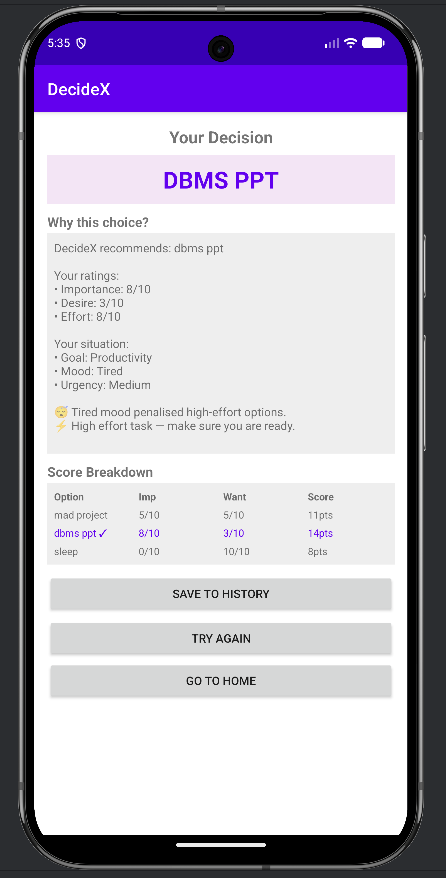 5:35
DecideX
Your Decision
DBMS PPT
Why this choice?
DecideX recommends: dbms ppt
Your ratings:
• Importance: 8/10
• Desire: 3/10
• Effort: 8/10
Your situation:
• Goal: Productivity
• Mood: Tired
• Urgency: Medium
😴 Tired mood penalised high-effort options.
⚡ High effort task — make sure you are ready.
Score Breakdown
Option Imp Want Score
mad project 5/10 5/10 11pts
dbms ppt ✓ 8/10 3/10 14pts
sleep 0/10 10/10 8pts
SAVE TO HISTORY
TRY AGAIN
GO TO HOME